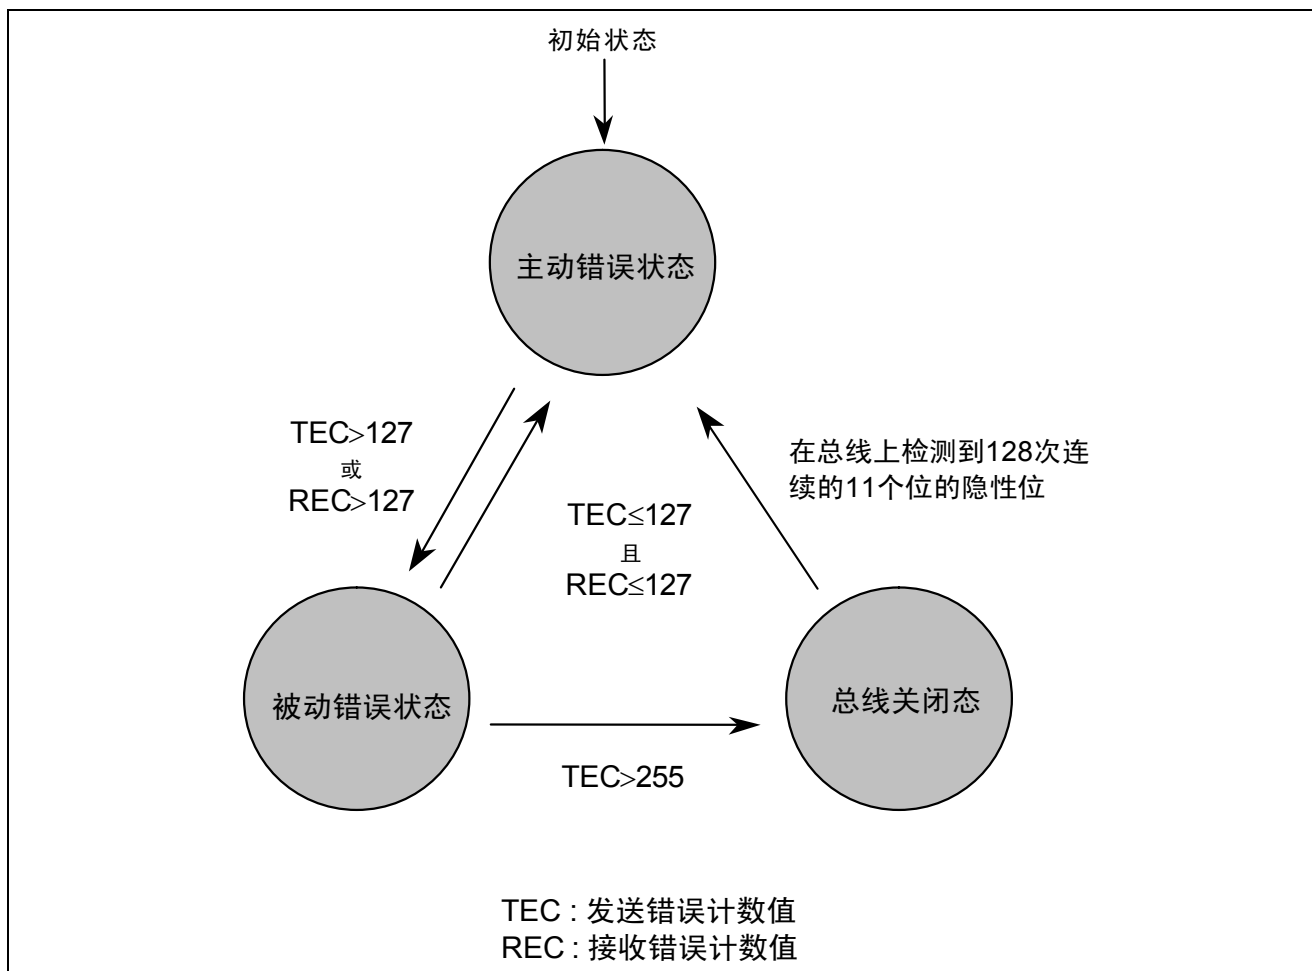 初始状态
主动错误状态
TEC>127
或
REC>127
TEC≤127
且
REC≤127
在总线上检测到128次连
续的11个位的隐性位
被动错误状态
总线关闭态
TEC>255
TEC : 发送错误计数值
REC : 接收错误计数值